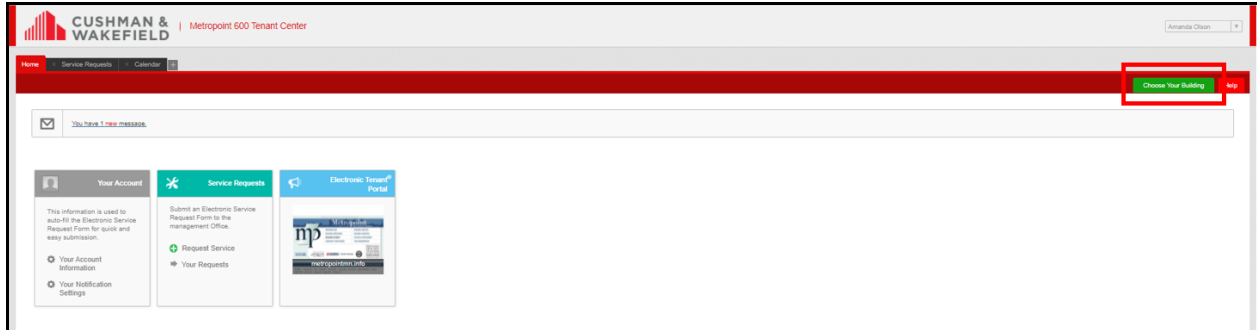 CUSHMAN &
WAKEFIELD
| Metropoint 600 Tenant Center
Amanda Olson
Home
Service Requests
Calendar
+
Choose Your Building
Help
You have 1 new message.
Your Account
This information is used to
auto-fill the Electronic Service
Request Form for quick and
easy submission.
Your Account
Information
Your Notification
Settings
Service Requests
Submit an Electronic Service
Request Form to the
management Office.
Request Service
Your Requests
Electronic Tenant®
Portal
Metropoint
mp
metropointmn.info